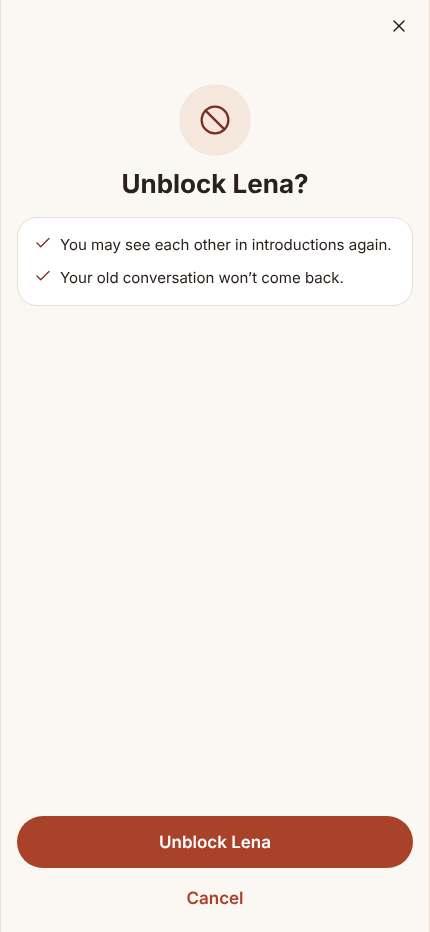 Unblock Lena?
You may see each other in introductions again.
Your old conversation won’t come back.
Unblock Lena
Cancel